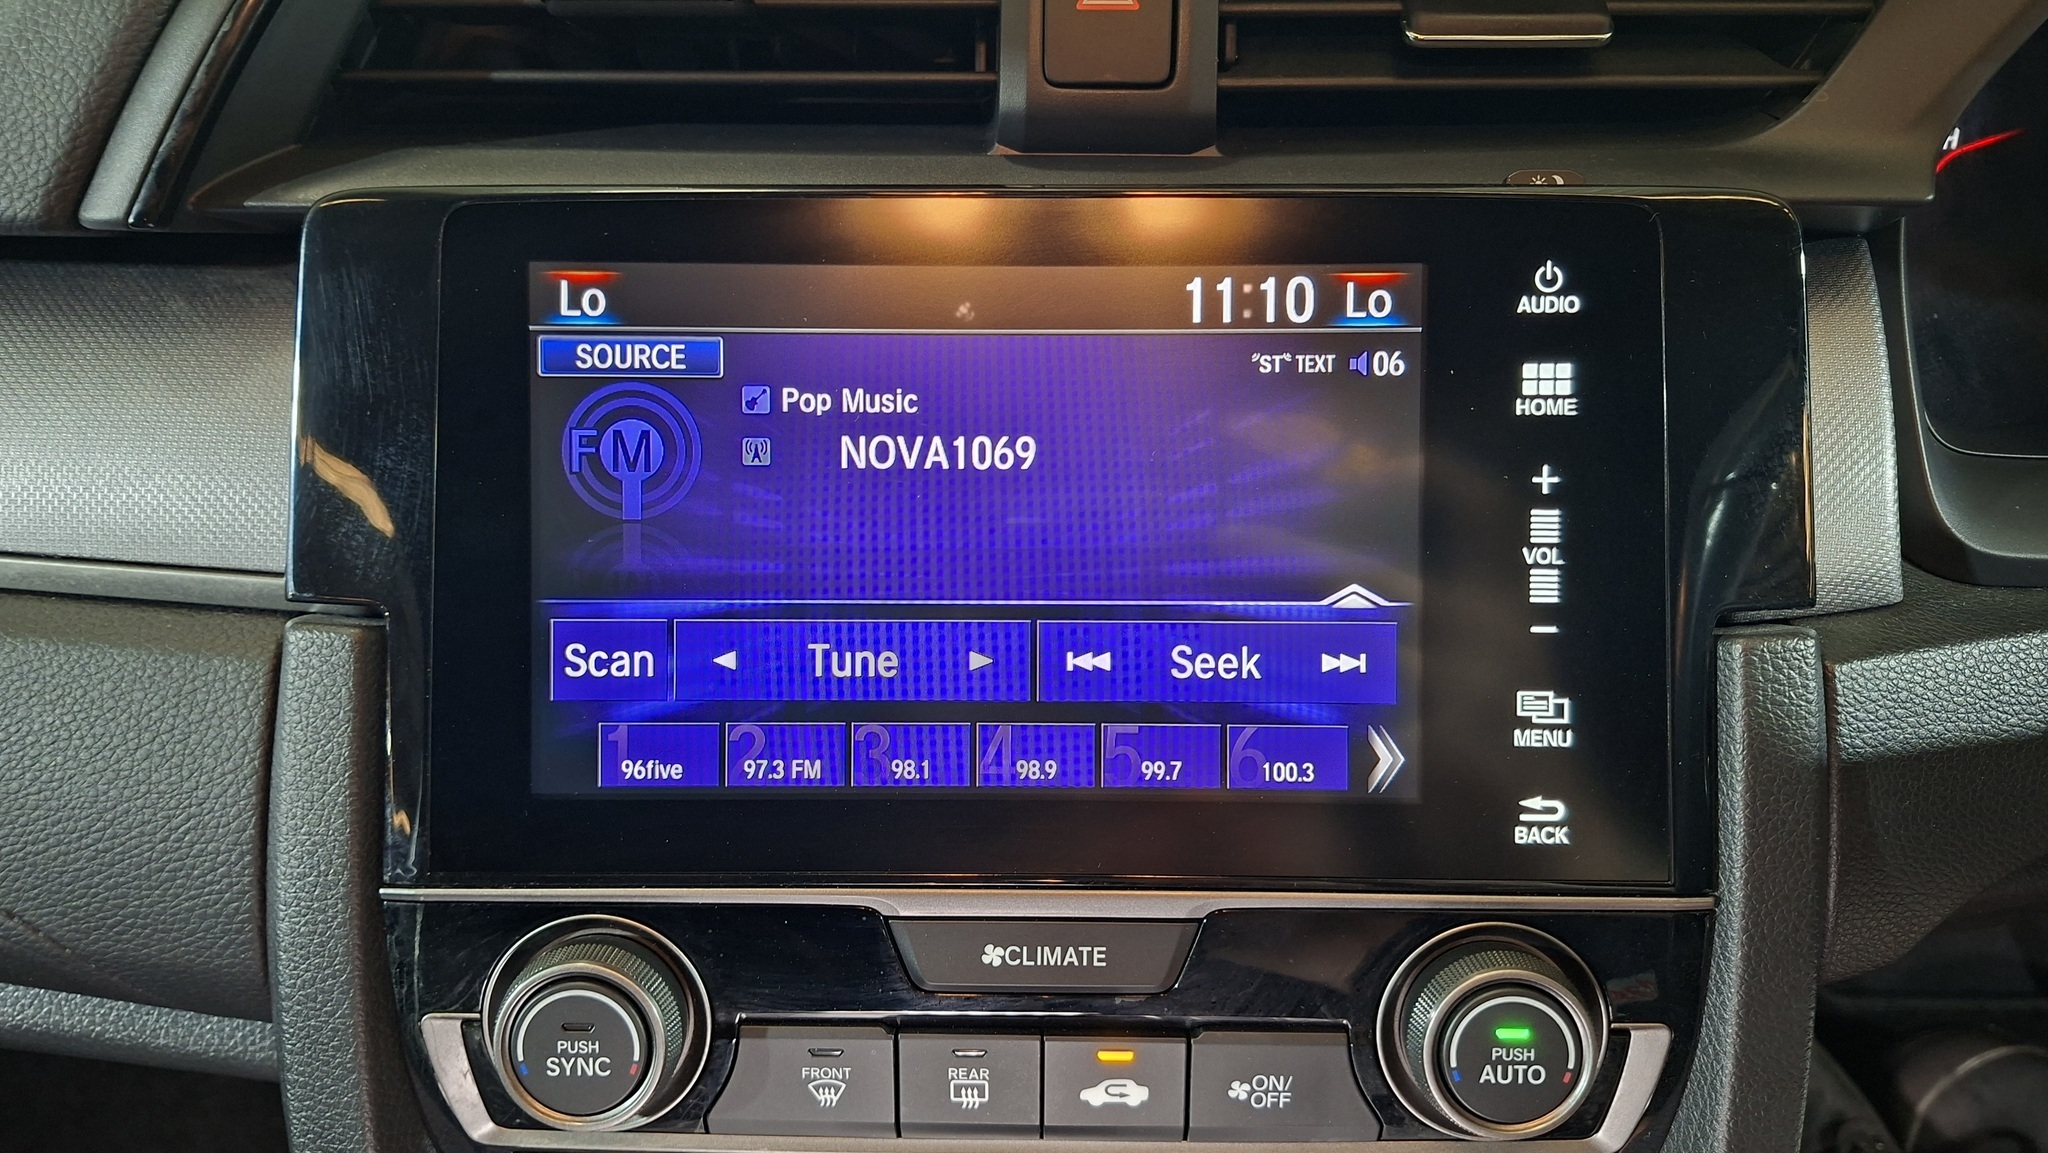 Lo 11:10 Lo
SOURCE
"ST" TEXT 06
Pop Music
FM
NOVA1069
Scan Tune Seek
1 96five 2 97.3 FM 3 98.1 4 98.9 5 99.7 6 100.3
AUDIO
HOME
+
VOL
−
MENU
BACK
H
CLIMATE
PUSH
SYNC
FRONT
REAR
ON/
OFF
PUSH
AUTO